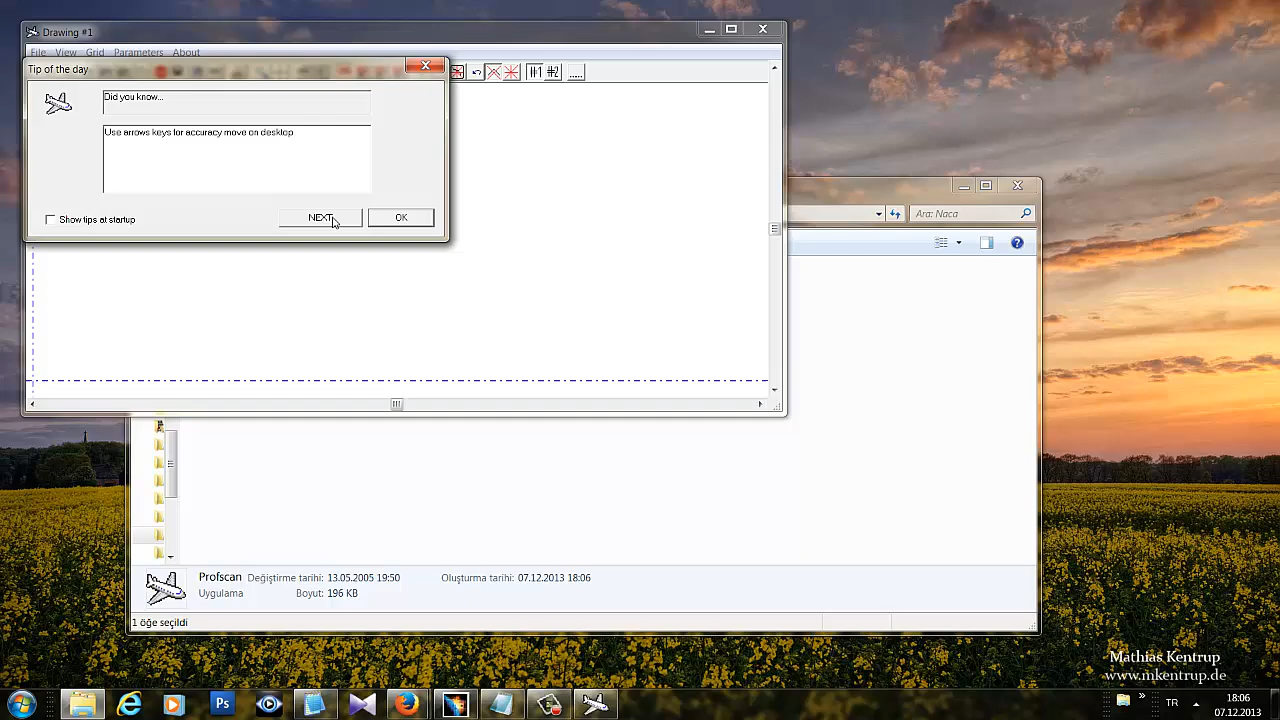 Drawing #1
File View Grid Parameters About
Tip of the day
#1 #2 .....
Did you know...
Use arrows keys for accuracy move on desktop
Show tips at startup
NEXT
OK
Ara: Naca
Profscan
Değiştirme tarihi: 13.05.2005 19:50
Oluşturma tarihi: 07.12.2013 18:06
Uygulama
Boyut: 196 KB
1 öğe seçildi
Mathias Kentrup
www.mkentrup.de
Ps
TR
18:06
07.12.2013